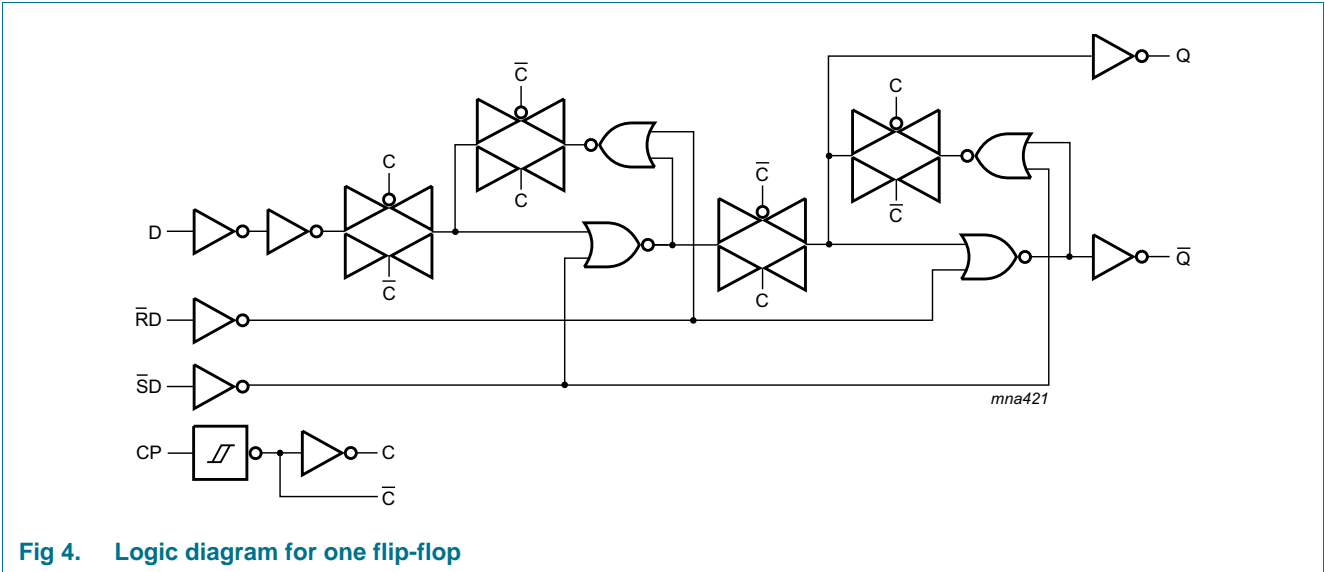 C̅
Q
C
C
C
C̅
D
C̅
C̅
C
Q̅
R̅D
S̅D
mna421
CP
C
C̅
Fig 4. Logic diagram for one flip-flop